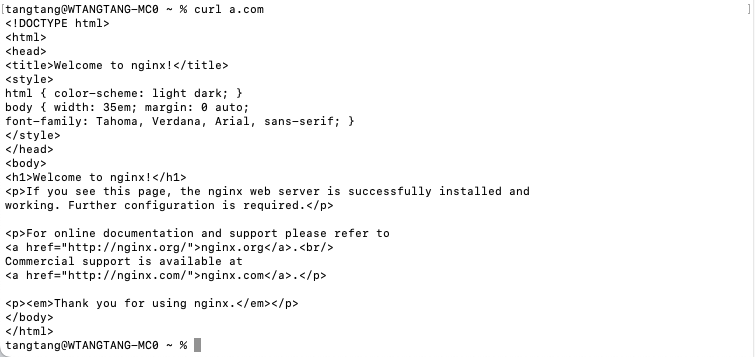 [tangtang@WTANGTANG-MC0 ~ % curl a.com ]
<!DOCTYPE html>
<html>
<head>
<title>Welcome to nginx!</title>
<style>
html { color-scheme: light dark; }
body { width: 35em; margin: 0 auto;
font-family: Tahoma, Verdana, Arial, sans-serif; }
</style>
</head>
<body>
<h1>Welcome to nginx!</h1>
<p>If you see this page, the nginx web server is successfully installed and
working. Further configuration is required.</p>

<p>For online documentation and support please refer to
<a href="http://nginx.org/">nginx.org</a>.<br/>
Commercial support is available at
<a href="http://nginx.com/">nginx.com</a>.</p>

<p><em>Thank you for using nginx.</em></p>
</body>
</html>
tangtang@WTANGTANG-MC0 ~ %